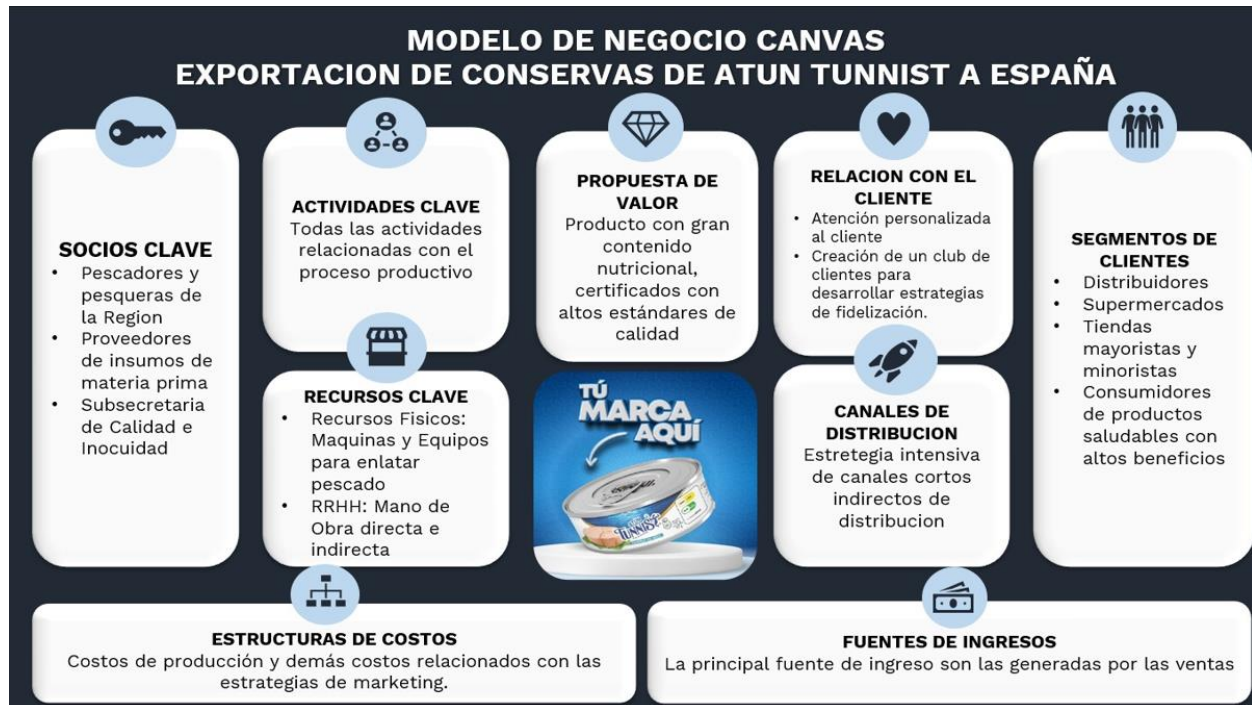 MODELO DE NEGOCIO CANVAS
EXPORTACION DE CONSERVAS DE ATUN TUNNIST A ESPAÑA
SOCIOS CLAVE
• Pescadores y
pesqueras de
la Region
• Proveedores
de insumos de
materia prima
• Subsecretaria
de Calidad e
Inocuidad
ACTIVIDADES CLAVE
Todas las actividades
relacionadas con el
proceso productivo
RECURSOS CLAVE
• Recursos Fisicos:
Maquinas y Equipos
para enlatar
pescado
• RRHH: Mano de
Obra directa e
indirecta
PROPUESTA DE
VALOR
Producto con gran
contenido
nutricional,
certificados con
altos estándares de
calidad
TÚ
MARCA
AQUÍ
TUNNIST
RELACION CON EL
CLIENTE
• Atención personalizada
al cliente
• Creación de un club de
clientes para
desarrollar estrategias
de fidelización.
CANALES DE
DISTRIBUCION
Estretegia intensiva
de canales cortos
indirectos de
distribucion
SEGMENTOS DE
CLIENTES
• Distribuidores
• Supermercados
• Tiendas
mayoristas y
minoristas
• Consumidores
de productos
saludables con
altos beneficios
ESTRUCTURAS DE COSTOS
Costos de producción y demás costos relacionados con las
estrategias de marketing.
FUENTES DE INGRESOS
La principal fuente de ingreso son las generadas por las ventas